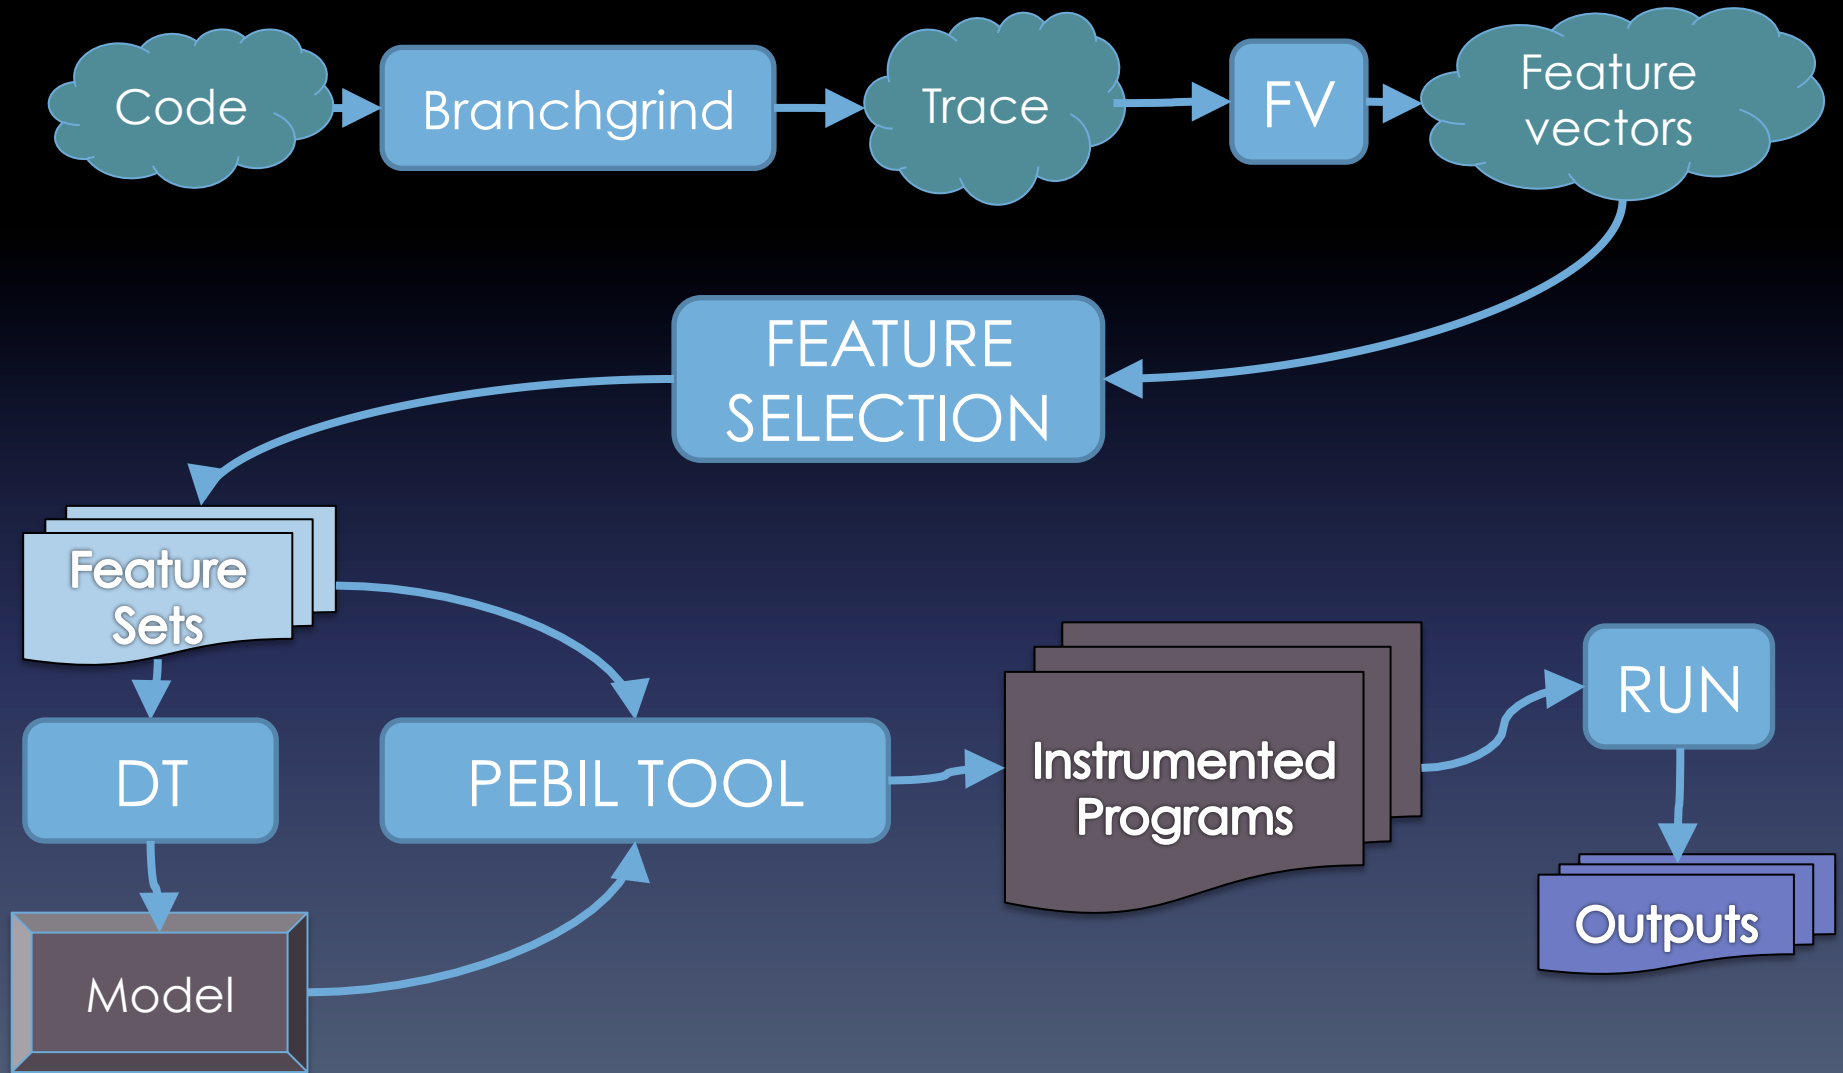 Code
Branchgrind
Trace
FV
Feature
vectors
FEATURE
SELECTION
Feature
Sets
DT
PEBIL TOOL
Instrumented
Programs
RUN
Model
Outputs